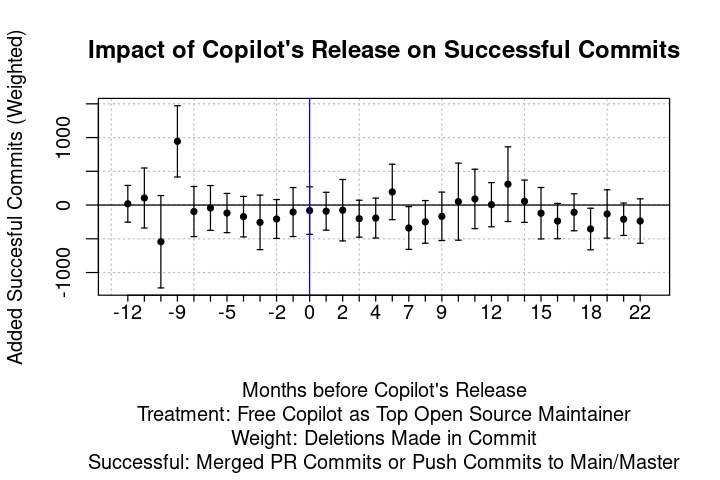 Impact of Copilot's Release on Successful Commits
Added Succesful Commits (Weighted)
1000
0
-1000
-12 -9 -5 -2 0 2 4 7 9 12 15 18 22
Months before Copilot's Release
Treatment: Free Copilot as Top Open Source Maintainer
Weight: Deletions Made in Commit
Successful: Merged PR Commits or Push Commits to Main/Master